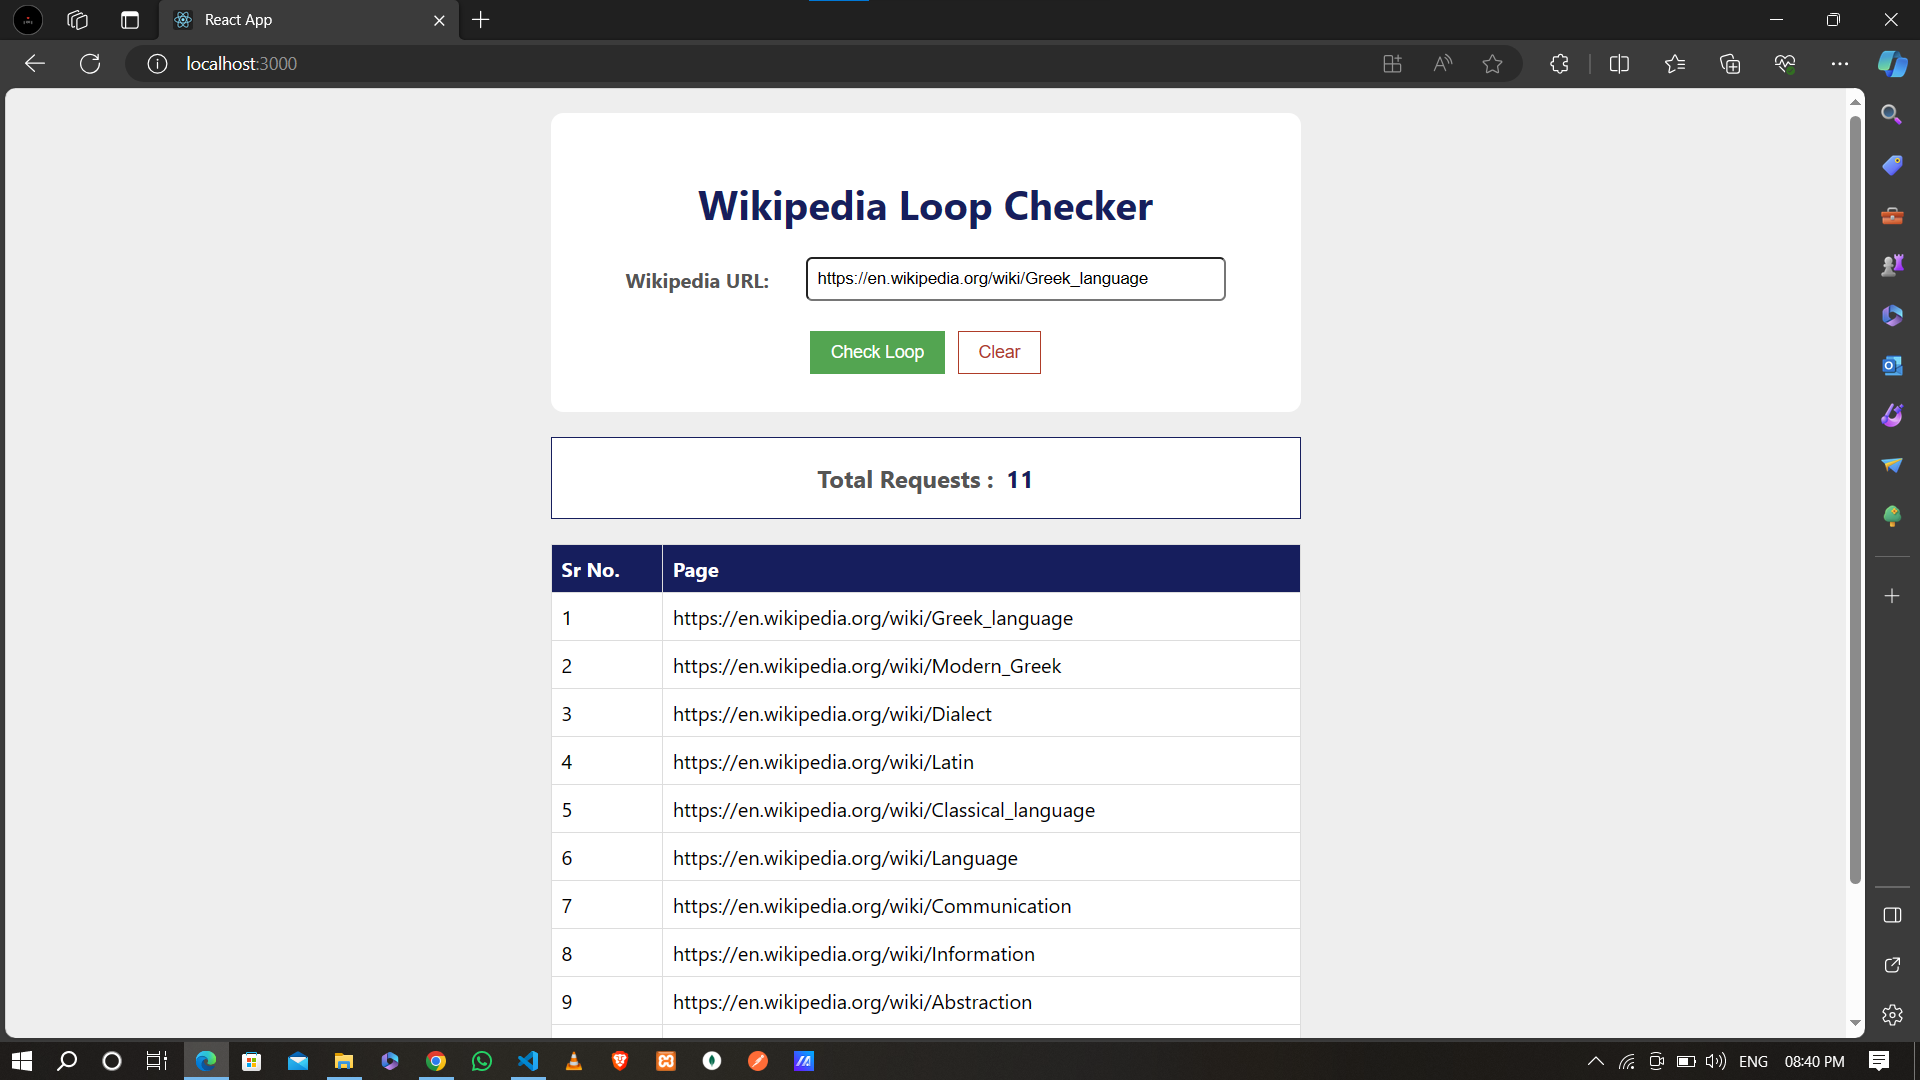 React App
localhost:3000
Wikipedia Loop Checker
Wikipedia URL: https://en.wikipedia.org/wiki/Greek_language
Check Loop Clear
Total Requests : 11
Sr No. Page
1 https://en.wikipedia.org/wiki/Greek_language
2 https://en.wikipedia.org/wiki/Modern_Greek
3 https://en.wikipedia.org/wiki/Dialect
4 https://en.wikipedia.org/wiki/Latin
5 https://en.wikipedia.org/wiki/Classical_language
6 https://en.wikipedia.org/wiki/Language
7 https://en.wikipedia.org/wiki/Communication
8 https://en.wikipedia.org/wiki/Information
9 https://en.wikipedia.org/wiki/Abstraction
ENG 08:40 PM